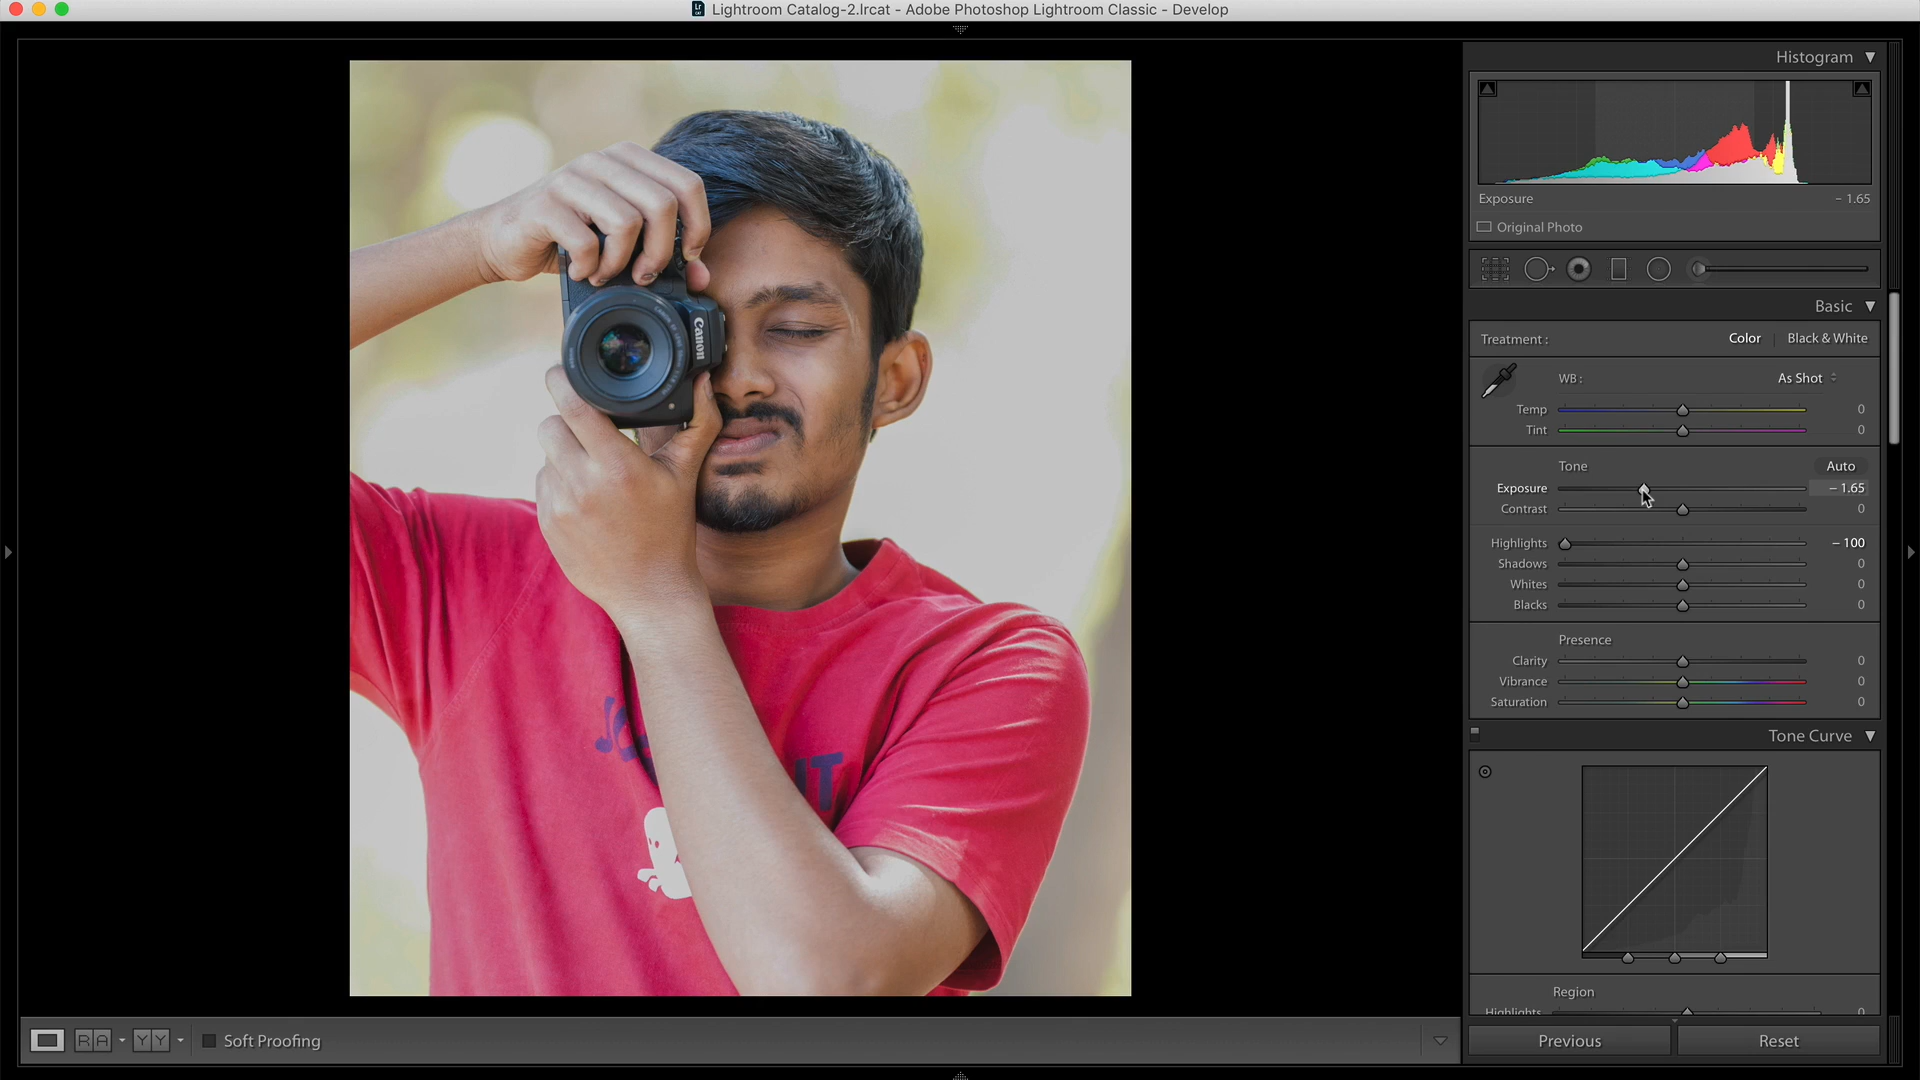 Lightroom Catalog-2.lrcat - Adobe Photoshop Lightroom Classic - Develop
Histogram
Exposure - 1.65
Original Photo
Basic
Treatment : Color Black & White
WB : As Shot
Temp 0
Tint 0
Tone Auto
Exposure - 1.65
Contrast 0
Highlights - 100
Shadows 0
Whites 0
Blacks 0
Presence
Clarity 0
Vibrance 0
Saturation 0
Tone Curve
Region
Highlights 0
Previous Reset
Soft Proofing
R A
Y Y
Canon